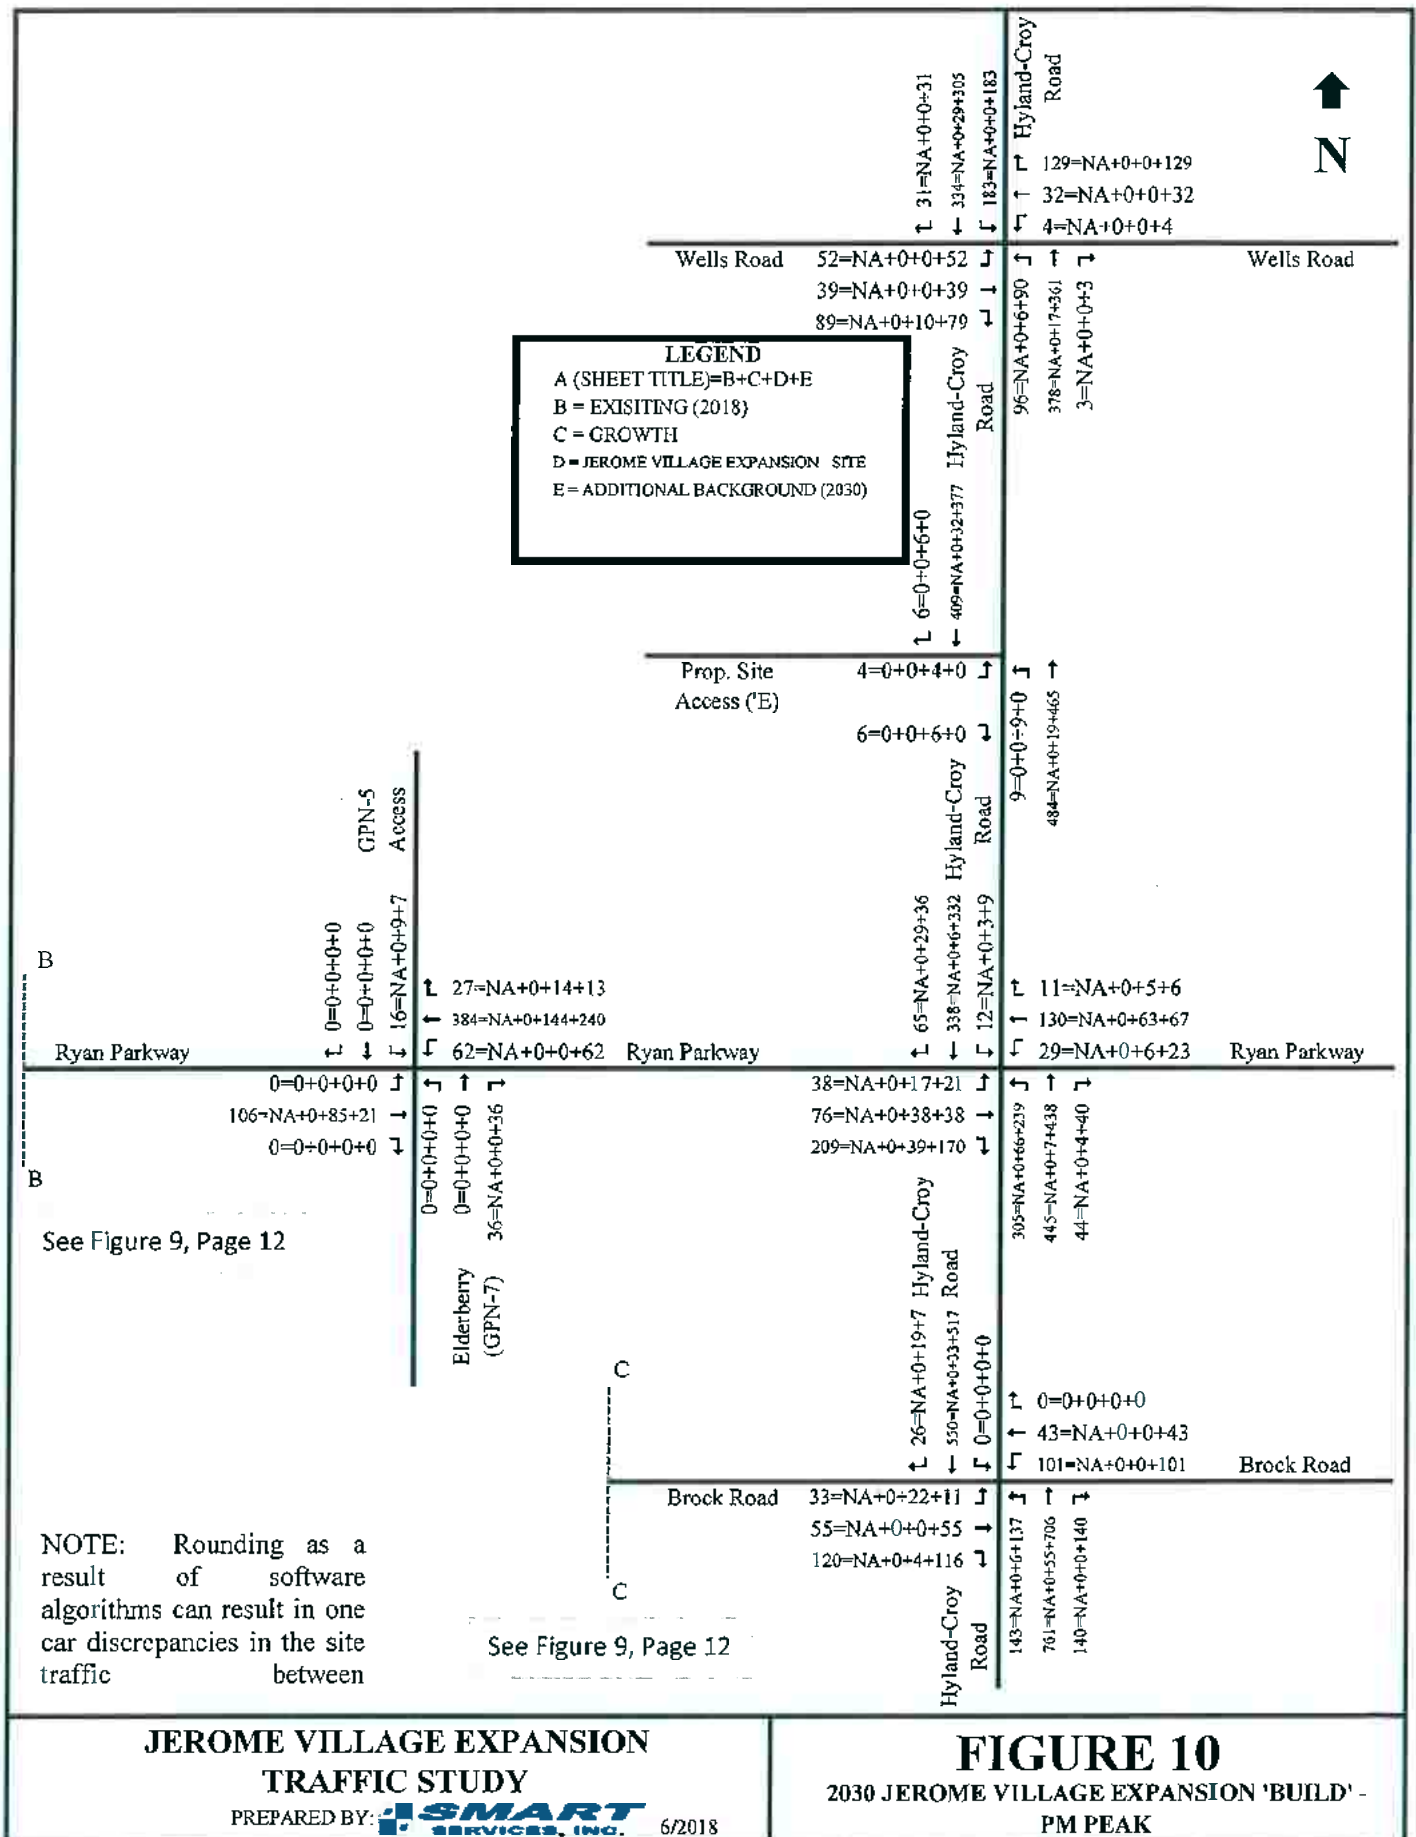 Hyland-Croy
Road
N
31=NA+0+0+31
334=NA+0+29+305
183=NA+0+0+183
129=NA+0+0+129
32=NA+0+0+32
4=NA+0+0+4
Wells Road
52=NA+0+0+52
39=NA+0+0+39
89=NA+0+10+79
Wells Road
96=NA+0+6+90
378=NA+0+17+361
3=NA+0+0+3
Hyland-Croy
Road
LEGEND
A (SHEET TITLE)=B+C+D+E
B = EXISITING (2018)
C = GROWTH
D = JEROME VILLAGE EXPANSION SITE
E = ADDITIONAL BACKGROUND (2030)
6=0+0+6+0
409=NA+0+32+377
Prop. Site
Access ('E)
4=0+0+4+0
6=0+0+6+0
9=0+0+9+0
484=NA+0+19+465
Hyland-Croy
Road
GPN-5
Access
0=0+0+0+0
0=0+0+0+0
16=NA+0+9+7
27=NA+0+14+13
384=NA+0+144+240
62=NA+0+0+62
65=NA+0+29+36
338=NA+0+6+332
12=NA+0+3+9
11=NA+0+5+6
130=NA+0+63+67
29=NA+0+6+23
B
Ryan Parkway
Ryan Parkway
Ryan Parkway
0=0+0+0+0
106=NA+0+85+21
0=0+0+0+0
0=0+0+0+0
0=0+0+0+0
36=NA+0+0+36
38=NA+0+17+21
76=NA+0+38+38
209=NA+0+39+170
305=NA+0+66+239
445=NA+0+7+438
44=NA+0+4+40
B
See Figure 9, Page 12
Elderberry
(GPN-7)
Hyland-Croy
Road
26=NA+0+19+7
550=NA+0+33+517
0=0+0+0+0
0=0+0+0+0
43=NA+0+0+43
101=NA+0+0+101
C
Brock Road
Brock Road
33=NA+0+22+11
55=NA+0+0+55
120=NA+0+4+116
143=NA+0+6+137
761=NA+0+55+706
140=NA+0+0+140
Hyland-Croy
Road
C
See Figure 9, Page 12
NOTE: Rounding as a
result of software
algorithms can result in one
car discrepancies in the site
traffic between
JEROME VILLAGE EXPANSION
TRAFFIC STUDY
PREPARED BY:
SMART
SERVICES, INC.
6/2018
FIGURE 10
2030 JEROME VILLAGE EXPANSION 'BUILD' -
PM PEAK